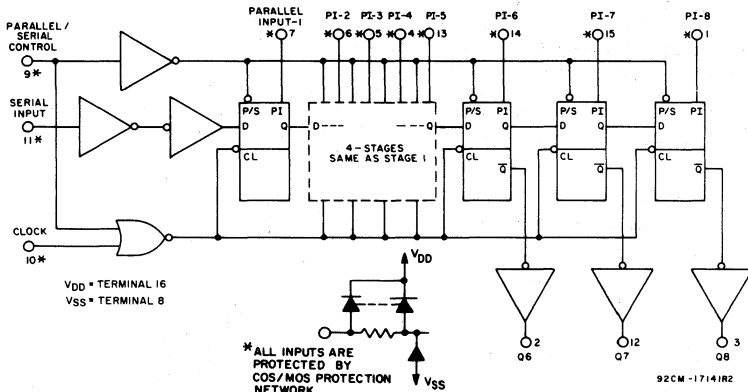 PARALLEL INPUT-1
*7
PI-2
*6
PI-3
*5
PI-4
*4
PI-5
*13
PI-6
*14
PI-7
*15
PI-8
*1
PARALLEL/
SERIAL
CONTROL
9*
SERIAL
INPUT
11*
P/S PI
D Q
CL
D---- ----Q
4-STAGES
SAME AS STAGE 1
P/S PI
D Q
CL
Q̅
P/S PI
D Q
CL
Q̅
P/S PI
D
CL
Q̅
CLOCK
10*
VDD = TERMINAL 16
VSS = TERMINAL 8
VDD
VSS
*ALL INPUTS ARE
PROTECTED BY
COS/MOS PROTECTION
NETWORK
2
Q6
12
Q7
3
Q8
92CM-17141R2